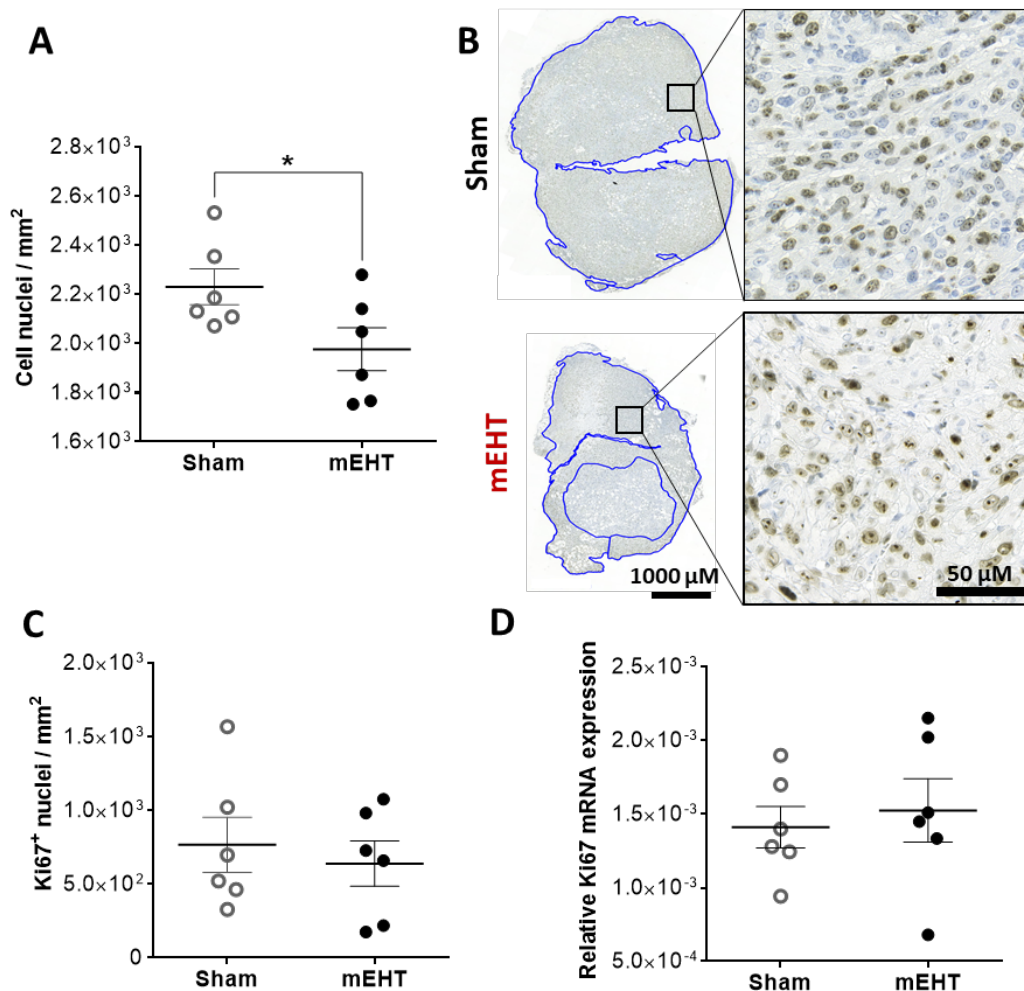 A
Cell nuclei / mm²
2.8×10³
2.6×10³
2.4×10³
2.2×10³
2.0×10³
1.8×10³
1.6×10³
*
Sham
mEHT
B
Sham
mEHT
1000 µM
50 µM
C
Ki67⁺ nuclei / mm²
2.0×10³
1.5×10³
1.0×10³
5.0×10²
0
Sham
mEHT
D
Relative Ki67 mRNA expression
2.5×10⁻³
2.0×10⁻³
1.5×10⁻³
1.0×10⁻³
5.0×10⁻⁴
Sham
mEHT